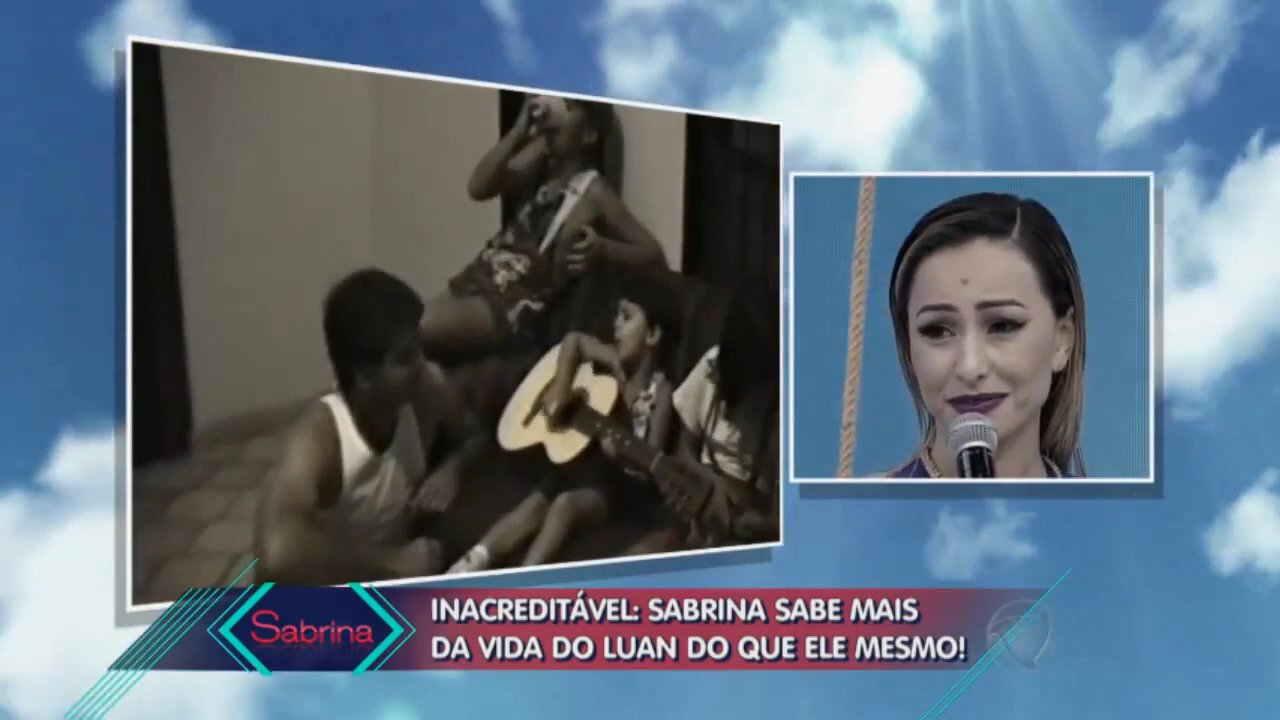 Sabrina
INACREDITÁVEL: SABRINA SABE MAIS
DA VIDA DO LUAN DO QUE ELE MESMO!